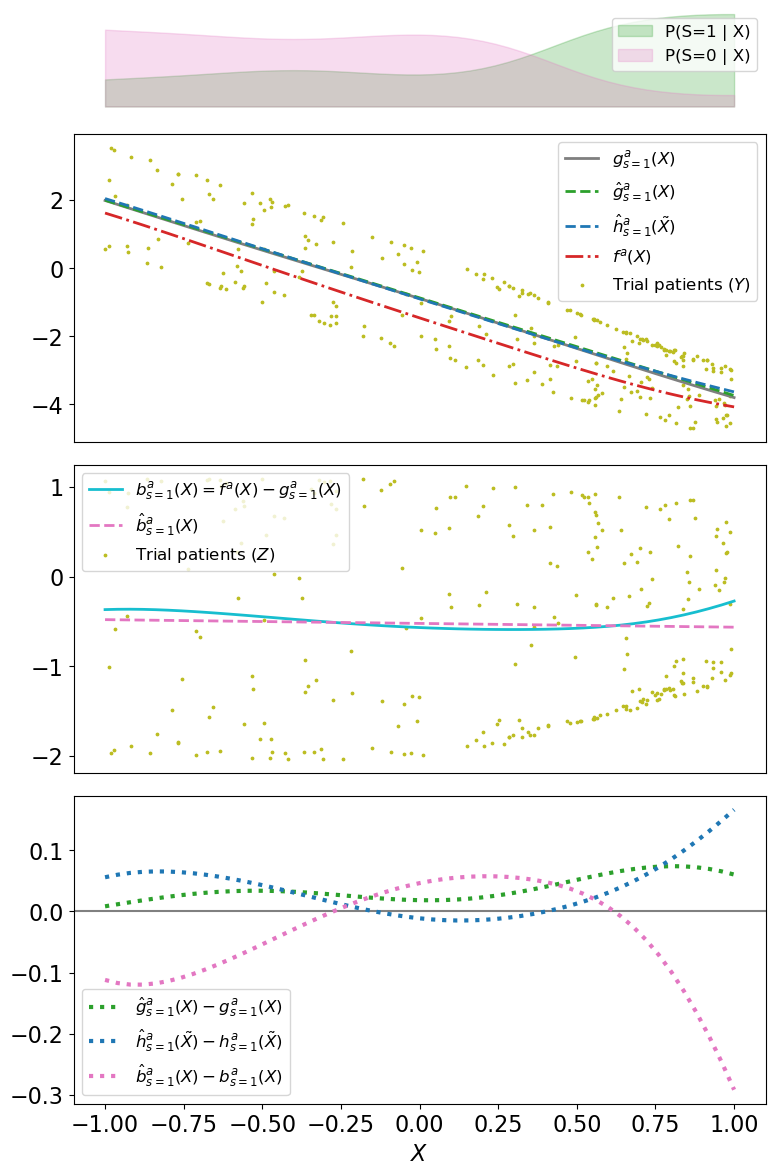 P(S=1 | X)
P(S=0 | X)
2
0
−2
−4
g^a_{s=1}(X)
ĝ^a_{s=1}(X)
ĥ^a_{s=1}(X̃)
f^a(X)
Trial patients (Y)
1
0
−1
−2
b^a_{s=1}(X) = f^a(X) − g^a_{s=1}(X)
b̂^a_{s=1}(X)
Trial patients (Z)
0.1
0.0
−0.1
−0.2
−0.3
ĝ^a_{s=1}(X) − g^a_{s=1}(X)
ĥ^a_{s=1}(X̃) − h^a_{s=1}(X̃)
b̂^a_{s=1}(X) − b^a_{s=1}(X)
−1.00 −0.75 −0.50 −0.25 0.00 0.25 0.50 0.75 1.00
X